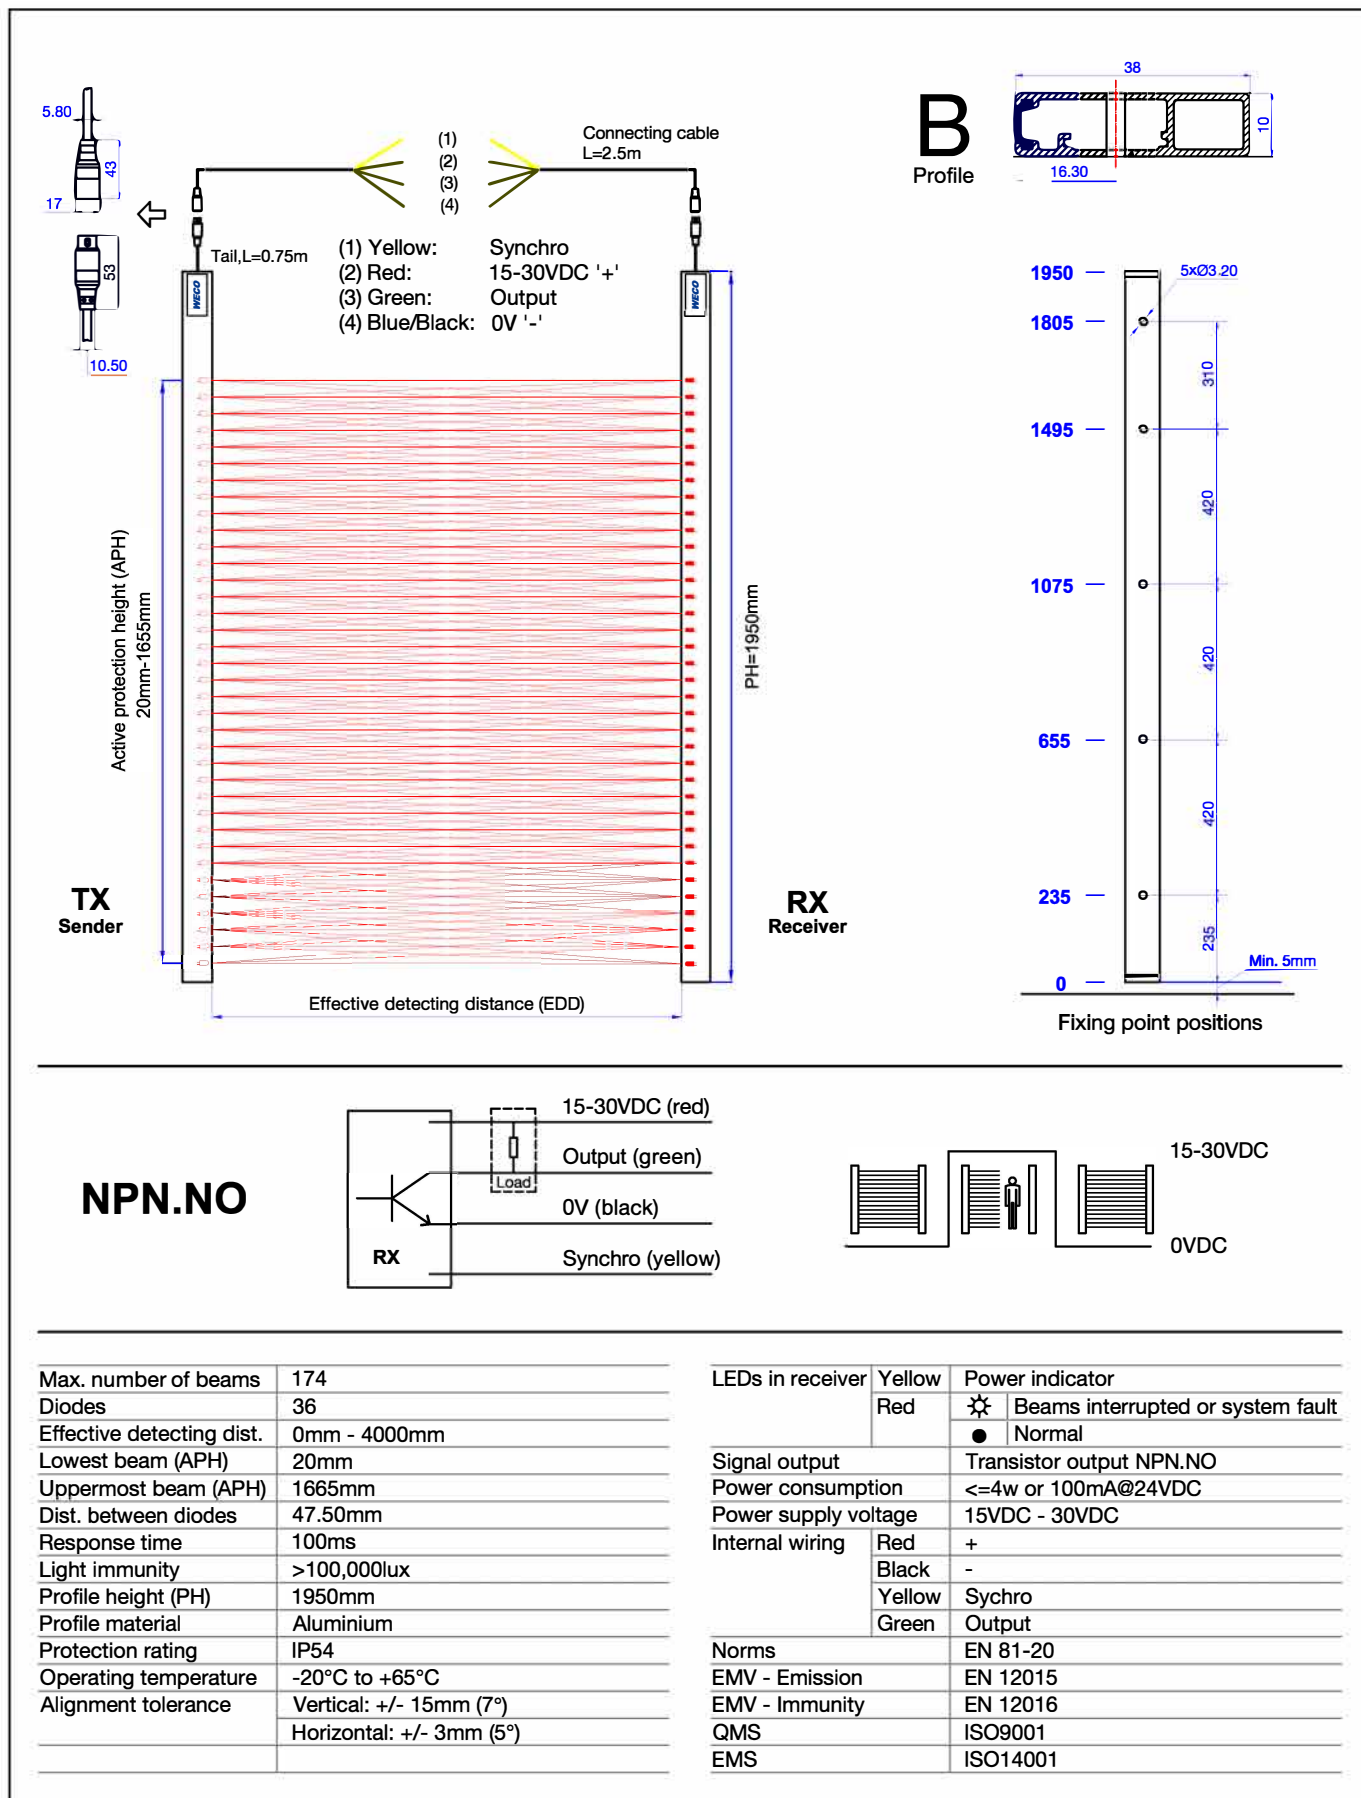 5.80
43
17
53
10.50
(1)
(2)
(3)
(4)
Connecting cable
L=2.5m
Tail,L=0.75m
(1) Yellow: Synchro
(2) Red: 15-30VDC '+'
(3) Green: Output
(4) Blue/Black: 0V '-'
WECO
WECO
Active protection height (APH)
20mm-1655mm
PH=1950mm
TX
Sender
RX
Receiver
Effective detecting distance (EDD)
B
Profile
38
10
16.30
1950
5xØ3.20
1805
310
1495
420
1075
420
655
420
235
235
Min. 5mm
0
Fixing point positions
NPN.NO
RX
Load
15-30VDC (red)
Output (green)
0V (black)
Synchro (yellow)
15-30VDC
0VDC
Max. number of beams 174
Diodes 36
Effective detecting dist. 0mm - 4000mm
Lowest beam (APH) 20mm
Uppermost beam (APH) 1665mm
Dist. between diodes 47.50mm
Response time 100ms
Light immunity >100,000lux
Profile height (PH) 1950mm
Profile material Aluminium
Protection rating IP54
Operating temperature -20°C to +65°C
Alignment tolerance Vertical: +/- 15mm (7°)
Horizontal: +/- 3mm (5°)
LEDs in receiver Yellow Power indicator
Red Beams interrupted or system fault
Normal
Signal output Transistor output NPN.NO
Power consumption <=4w or 100mA@24VDC
Power supply voltage 15VDC - 30VDC
Internal wiring Red +
Black -
Yellow Sychro
Green Output
Norms EN 81-20
EMV - Emission EN 12015
EMV - Immunity EN 12016
QMS ISO9001
EMS ISO14001